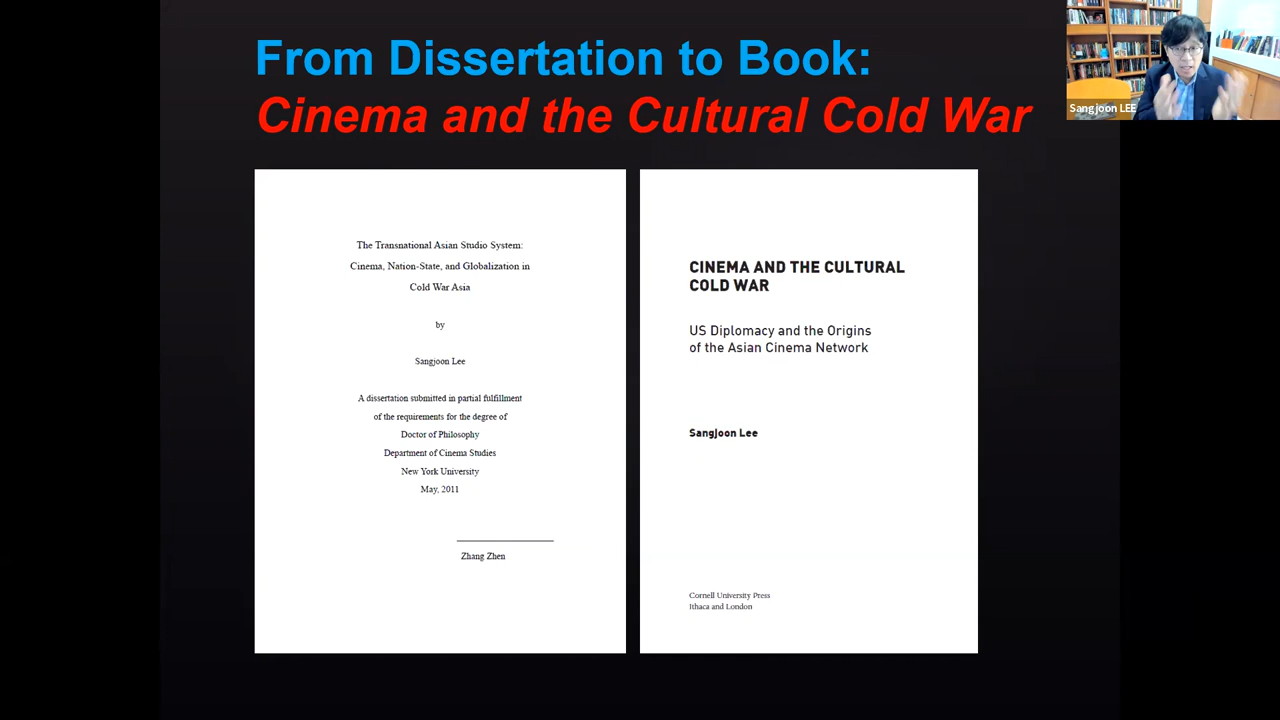 From Dissertation to Book:
Cinema and the Cultural Cold War
Sangjoon LEE
The Transnational Asian Studio System:
Cinema, Nation-State, and Globalization in
Cold War Asia
by
Sangjoon Lee
A dissertation submitted in partial fulfillment
of the requirements for the degree of
Doctor of Philosophy
Department of Cinema Studies
New York University
May, 2011
Zhang Zhen
CINEMA AND THE CULTURAL
COLD WAR
US Diplomacy and the Origins
of the Asian Cinema Network
Sangjoon Lee
Cornell University Press
Ithaca and London